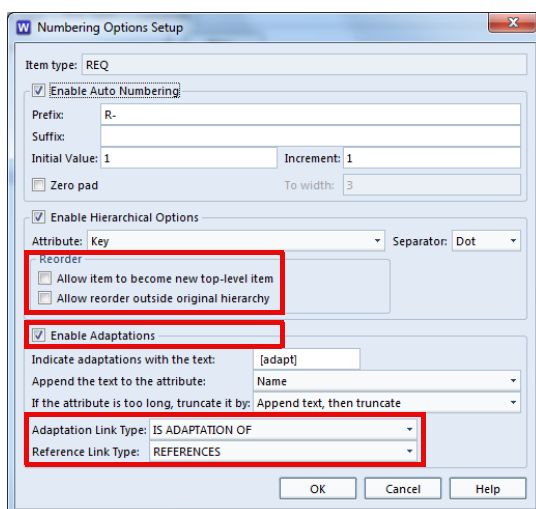 W Numbering Options Setup x
Item type: REQ
Enable Auto Numbering
Prefix: R-
Suffix:
Initial Value: 1 Increment: 1
Zero pad To width: 3
Enable Hierarchical Options
Attribute: Key Separator: Dot
Reorder
Allow item to become new top-level item
Allow reorder outside original hierarchy
Enable Adaptations
Indicate adaptations with the text: [adapt]
Append the text to the attribute: Name
If the attribute is too long, truncate it by: Append text, then truncate
Adaptation Link Type: IS ADAPTATION OF
Reference Link Type: REFERENCES
OK Cancel Help